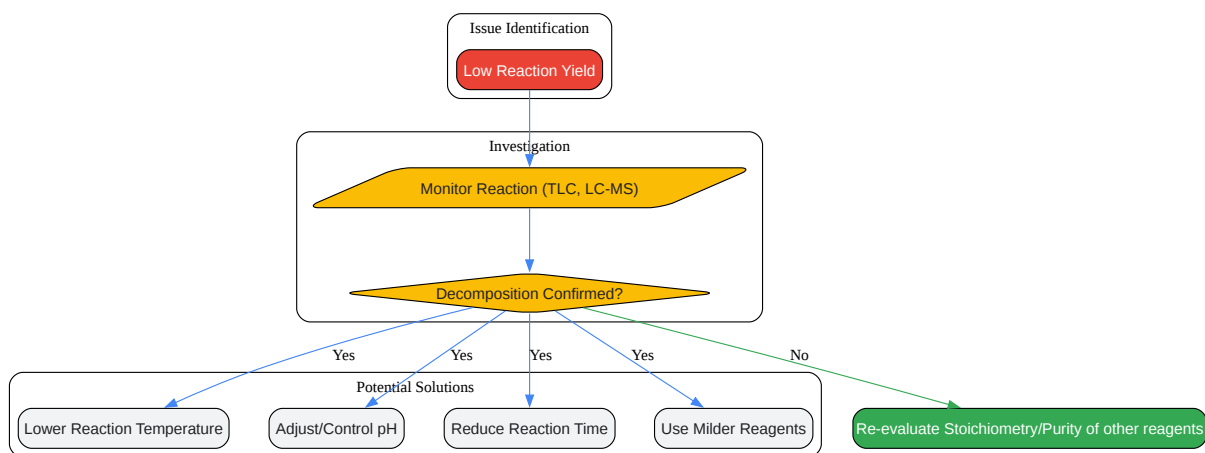 Issue Identification
Low Reaction Yield
Investigation
Monitor Reaction (TLC, LC-MS)
Decomposition Confirmed?
Yes
Yes
Yes
Yes
No
Potential Solutions
Lower Reaction Temperature
Adjust/Control pH
Reduce Reaction Time
Use Milder Reagents
Re-evaluate Stoichiometry/Purity of other reagents